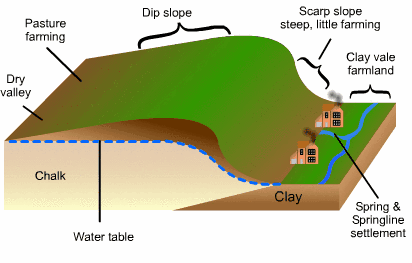 Dip slope
Scarp slope
steep, little farming
Pasture
farming
Clay vale
farmland
Dry
valley
Chalk
Clay
Spring &
Springline
settlement
Water table